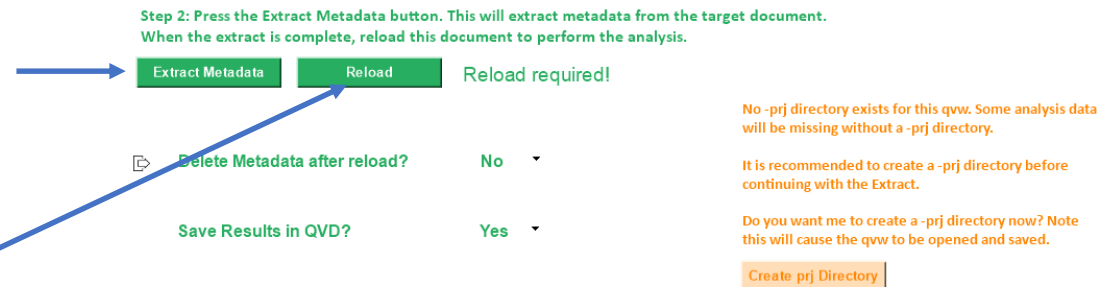 Step 2: Press the Extract Metadata button. This will extract metadata from the target document.
When the extract is complete, reload this document to perform the analysis.
Extract Metadata
Reload
Reload required!
No -prj directory exists for this qvw. Some analysis data
will be missing without a -prj directory.
Delete Metadata after reload?
No
It is recommended to create a -prj directory before
continuing with the Extract.
Save Results in QVD?
Yes
Do you want me to create a -prj directory now? Note
this will cause the qvw to be opened and saved.
Create prj Directory